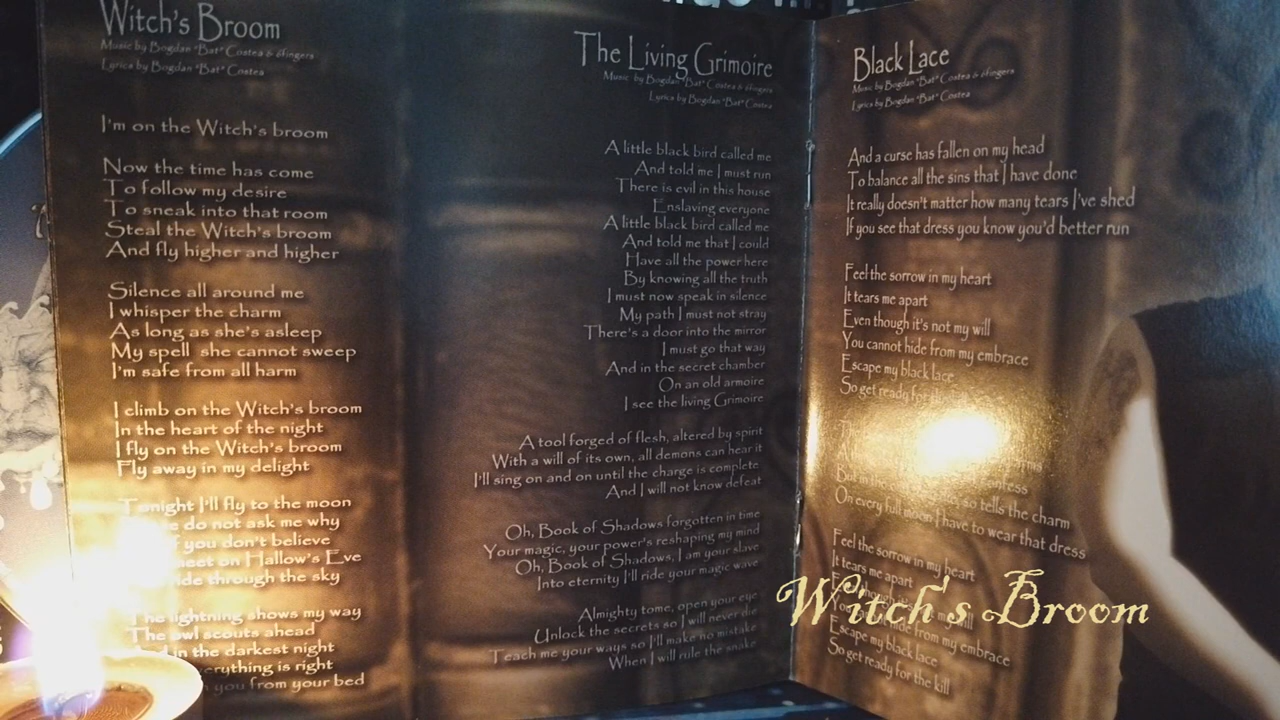 Witch's Broom
Music by Bogdan "Bat" Costea & 6fingers
Lyrics by Bogdan "Bat" Costea
I'm on the Witch's broom
Now the time has come
To follow my desire
To sneak into that room
Steal the Witch's broom
And fly higher and higher
Silence all around me
I whisper the charm
As long as she's asleep
My spell she cannot sweep
I'm safe from all harm
I climb on the Witch's broom
In the heart of the night
I fly on the Witch's broom
Fly away in my delight
Tonight I'll fly to the moon
do not ask me why
you don't believe
on Hallow's Eve
through the sky
The lightning shows my way
The owl scouts ahead
in the darkest night
everything is right
you from your bed
The Living Grimoire
Music by Bogdan "Bat" Costea & 6fingers
Lyrics by Bogdan "Bat" Costea
A little black bird called me
And told me I must run
There is evil in this house
Enslaving everyone
A little black bird called me
And told me that I could
Have all the power here
By knowing all the truth
I must now speak in silence
My path I must not stray
There's a door into the mirror
I must go that way
And in the secret chamber
On an old armoire
I see the living Grimoire
A tool forged of flesh, altered by spirit
With a will of its own, all demons can hear it
I'll sing on and on until the charge is complete
And I will not know defeat
Oh, Book of Shadows forgotten in time
Your magic, your power's reshaping my mind
Oh, Book of Shadows, I am your slave
Into eternity I'll ride your magic wave
Almighty tome, open your eye
Unlock the secrets so I will never die
Teach me your ways so I'll make no mistake
When I will rule the snake
Black Lace
Music by Bogdan "Bat" Costea & 6fingers
Lyrics by Bogdan "Bat" Costea
And a curse has fallen on my head
To balance all the sins that I have done
It really doesn't matter how many tears I've shed
If you see that dress you know you'd better run
Feel the sorrow in my heart
It tears me apart
Even though it's not my will
You cannot hide from my embrace
Escape my black lace
So get ready for the
But in the so tells the charm
On every full moon I have to wear that dress
Feel the sorrow in my heart
It tears me apart
Even though it's not my will
You cannot hide from my embrace
Escape my black lace
So get ready for the kill
Witch's Broom